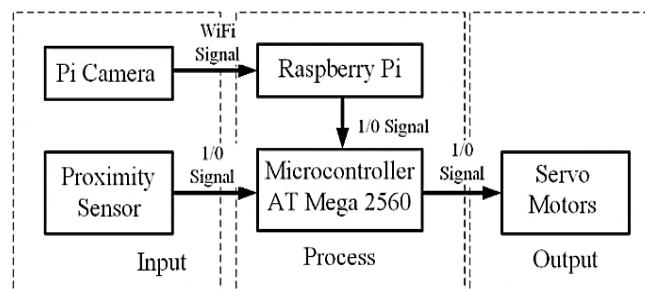 WiFi
Signal
Pi Camera
Raspberry Pi
1/0 Signal
1/0
Signal
Proximity
Sensor
Microcontroller
AT Mega 2560
1/0
Signal
Servo
Motors
Input
Process
Output